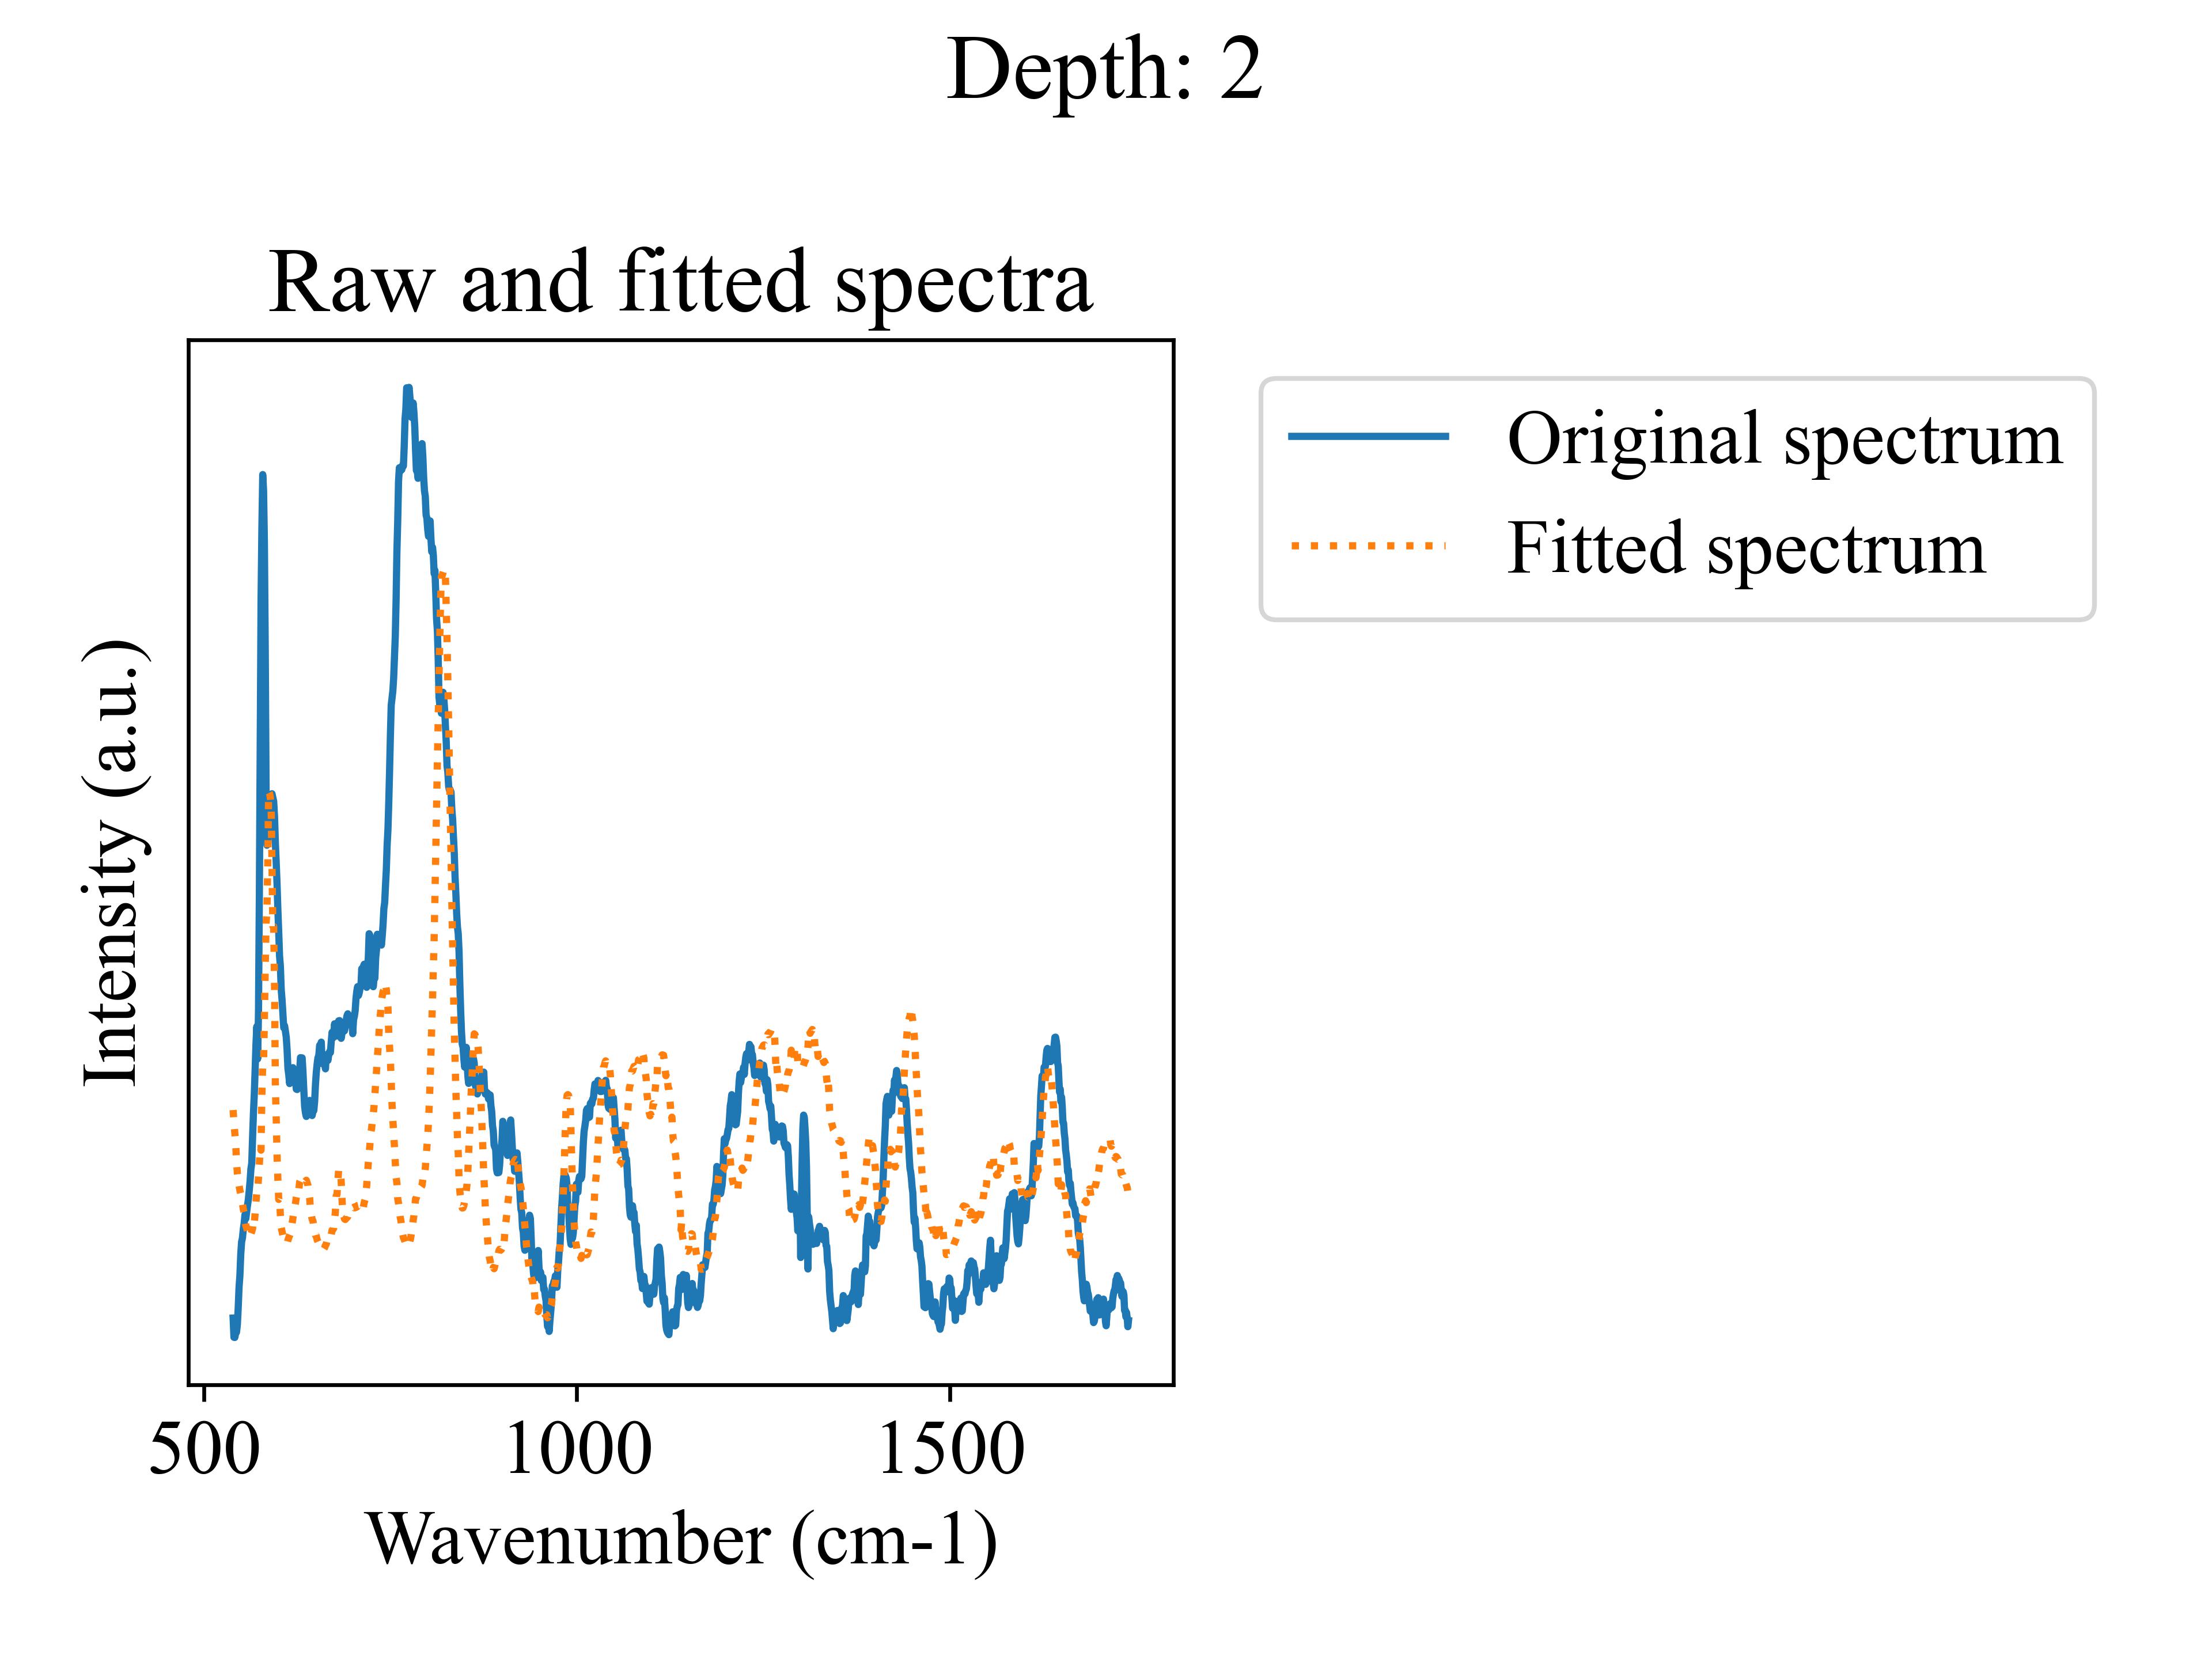 Depth: 2
Raw and fitted spectra
Original spectrum
Fitted spectrum
Intensity (a.u.)
500 1000 1500
Wavenumber (cm-1)